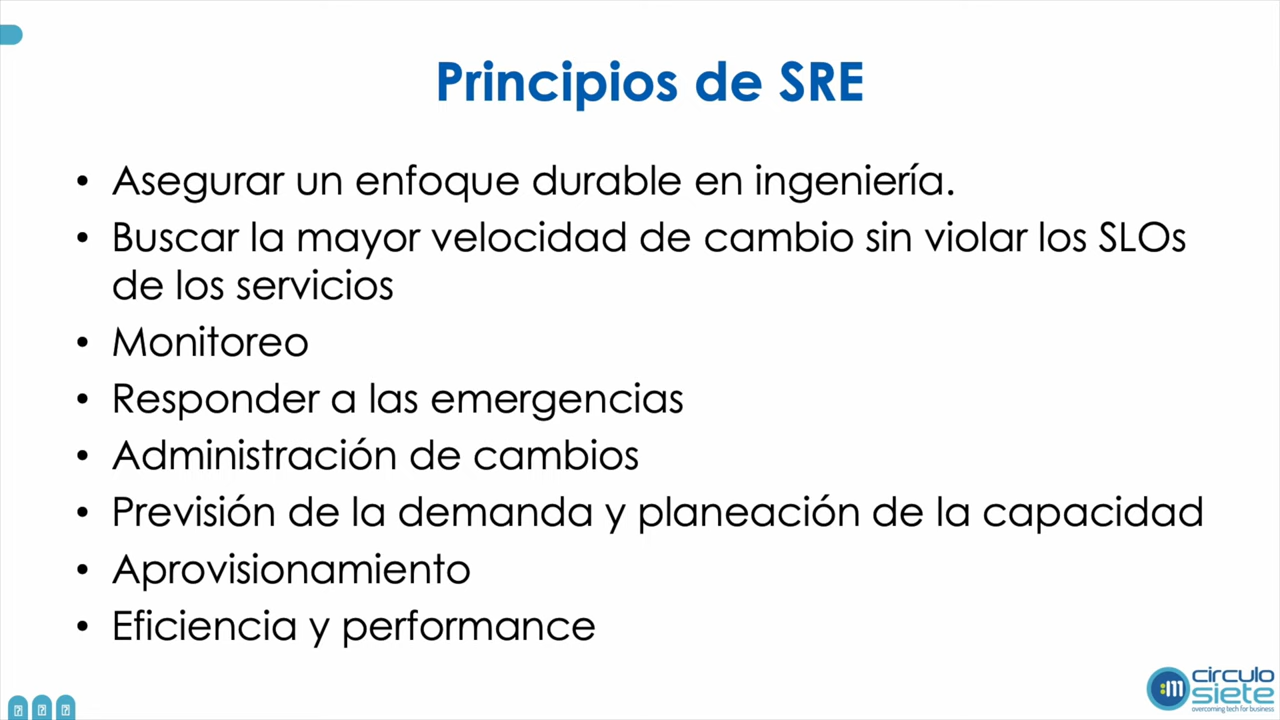 Principios de SRE
• Asegurar un enfoque durable en ingeniería.
• Buscar la mayor velocidad de cambio sin violar los SLOs
de los servicios
• Monitoreo
• Responder a las emergencias
• Administración de cambios
• Previsión de la demanda y planeación de la capacidad
• Aprovisionamiento
• Eficiencia y performance
:m circulo
siete
overcoming tech for business